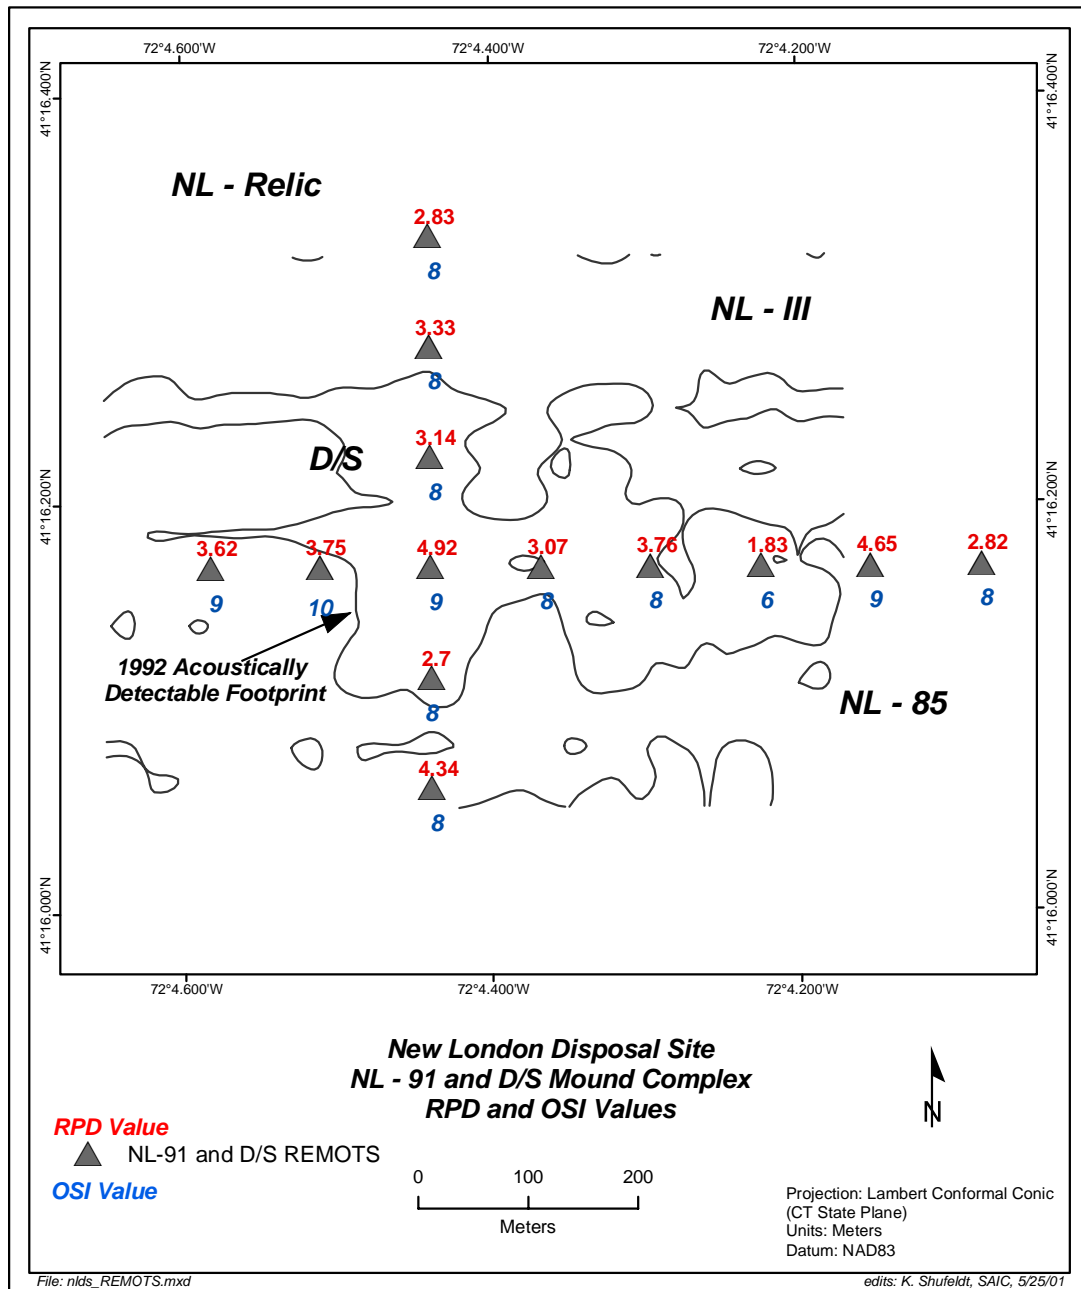 72°4.600'W
72°4.400'W
72°4.200'W
41°16.400'N
41°16.400'N
NL - Relic
2.83
8
NL - III
3.33
8
D/S
3.14
8
41°16.200'N
41°16.200'N
3.62
3.75
4.92
3.07
3.76
1.83
4.65
2.82
9
10
9
8
8
6
9
8
1992 Acoustically
Detectable Footprint
2.7
8
NL - 85
4.34
8
41°16.000'N
41°16.000'N
72°4.600'W
72°4.400'W
72°4.200'W
New London Disposal Site
NL - 91 and D/S Mound Complex
RPD and OSI Values
N
RPD Value
NL-91 and D/S REMOTS
OSI Value
0
100
200
Meters
Projection: Lambert Conformal Conic
(CT State Plane)
Units: Meters
Datum: NAD83
File: nlds_REMOTS.mxd
edits: K. Shufeldt, SAIC, 5/25/01